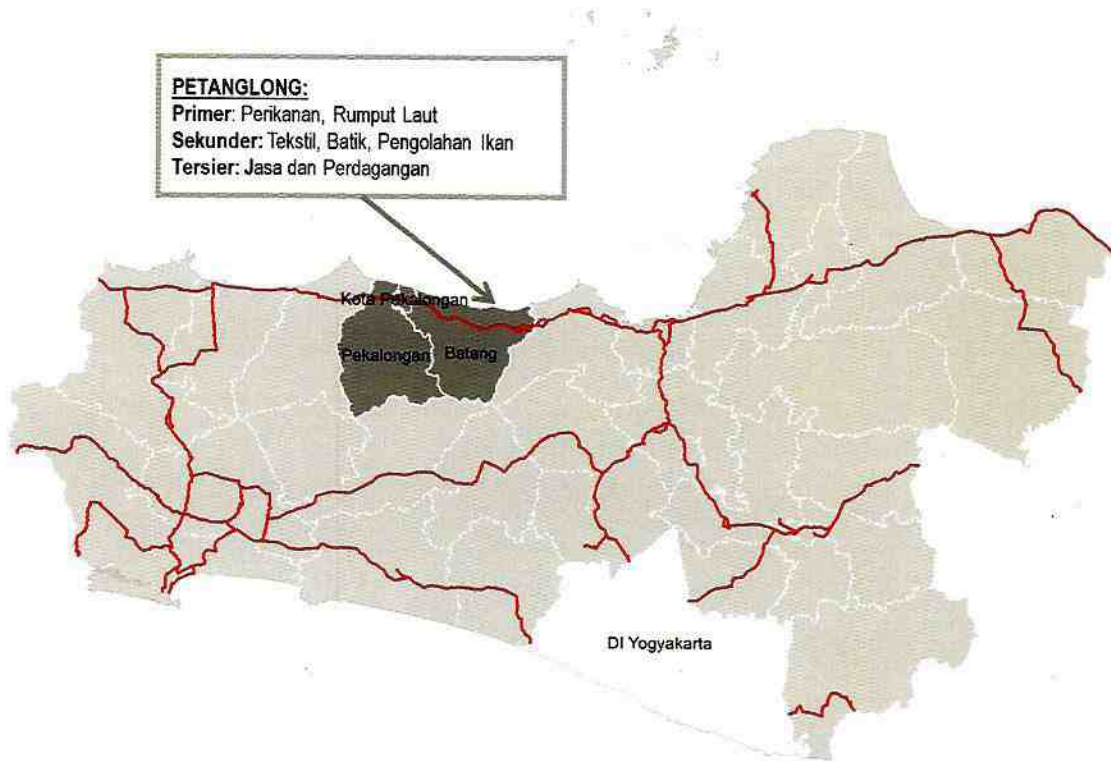 PETANGLONG:
Primer: Perikanan, Rumput Laut
Sekunder: Tekstil, Batik, Pengolahan Ikan
Tersier: Jasa dan Perdagangan
Kota Pekalongan
Pekalongan
Batang
DI Yogyakarta